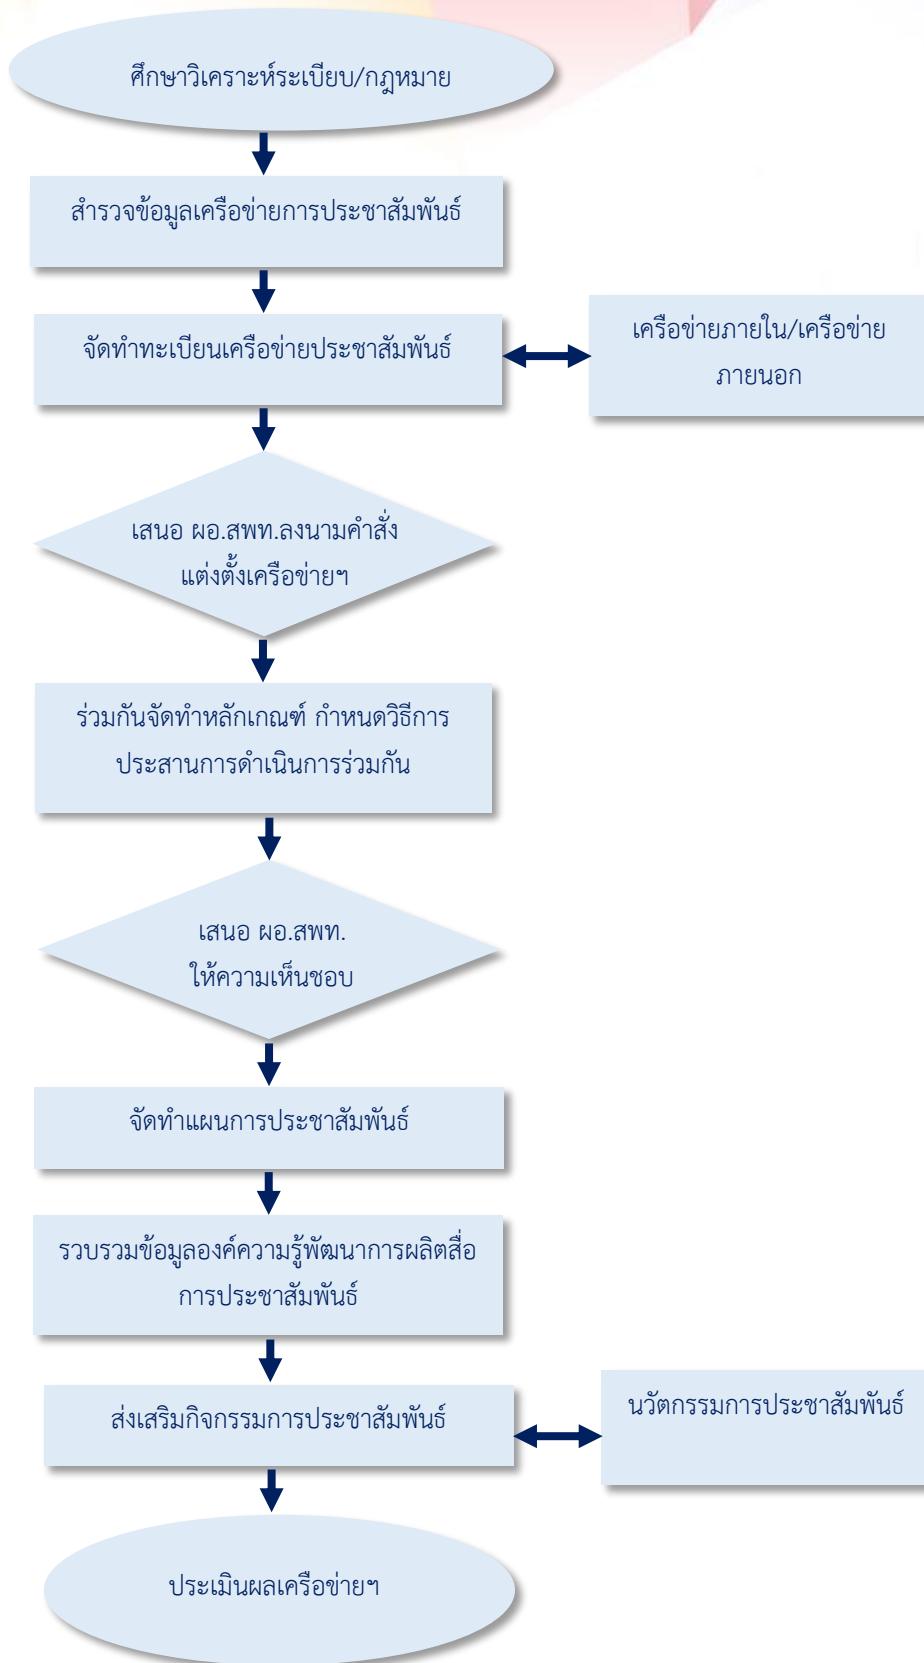 ศึกษาวิเคราะห์ระเบียบ/กฎหมาย
สำรวจข้อมูลเครือข่ายการประชาสัมพันธ์
จัดทำทะเบียนเครือข่ายประชาสัมพันธ์
เครือข่ายภายใน/เครือข่าย
ภายนอก
เสนอ ผอ.สพท.ลงนามคำสั่ง
แต่งตั้งเครือข่ายฯ
ร่วมกันจัดทำหลักเกณฑ์ กำหนดวิธีการ
ประสานการดำเนินการร่วมกัน
เสนอ ผอ.สพท.
ให้ความเห็นชอบ
จัดทำแผนการประชาสัมพันธ์
รวบรวมข้อมูลองค์ความรู้พัฒนาการผลิตสื่อ
การประชาสัมพันธ์
ส่งเสริมกิจกรรมการประชาสัมพันธ์
นวัตกรรมการประชาสัมพันธ์
ประเมินผลเครือข่ายฯ